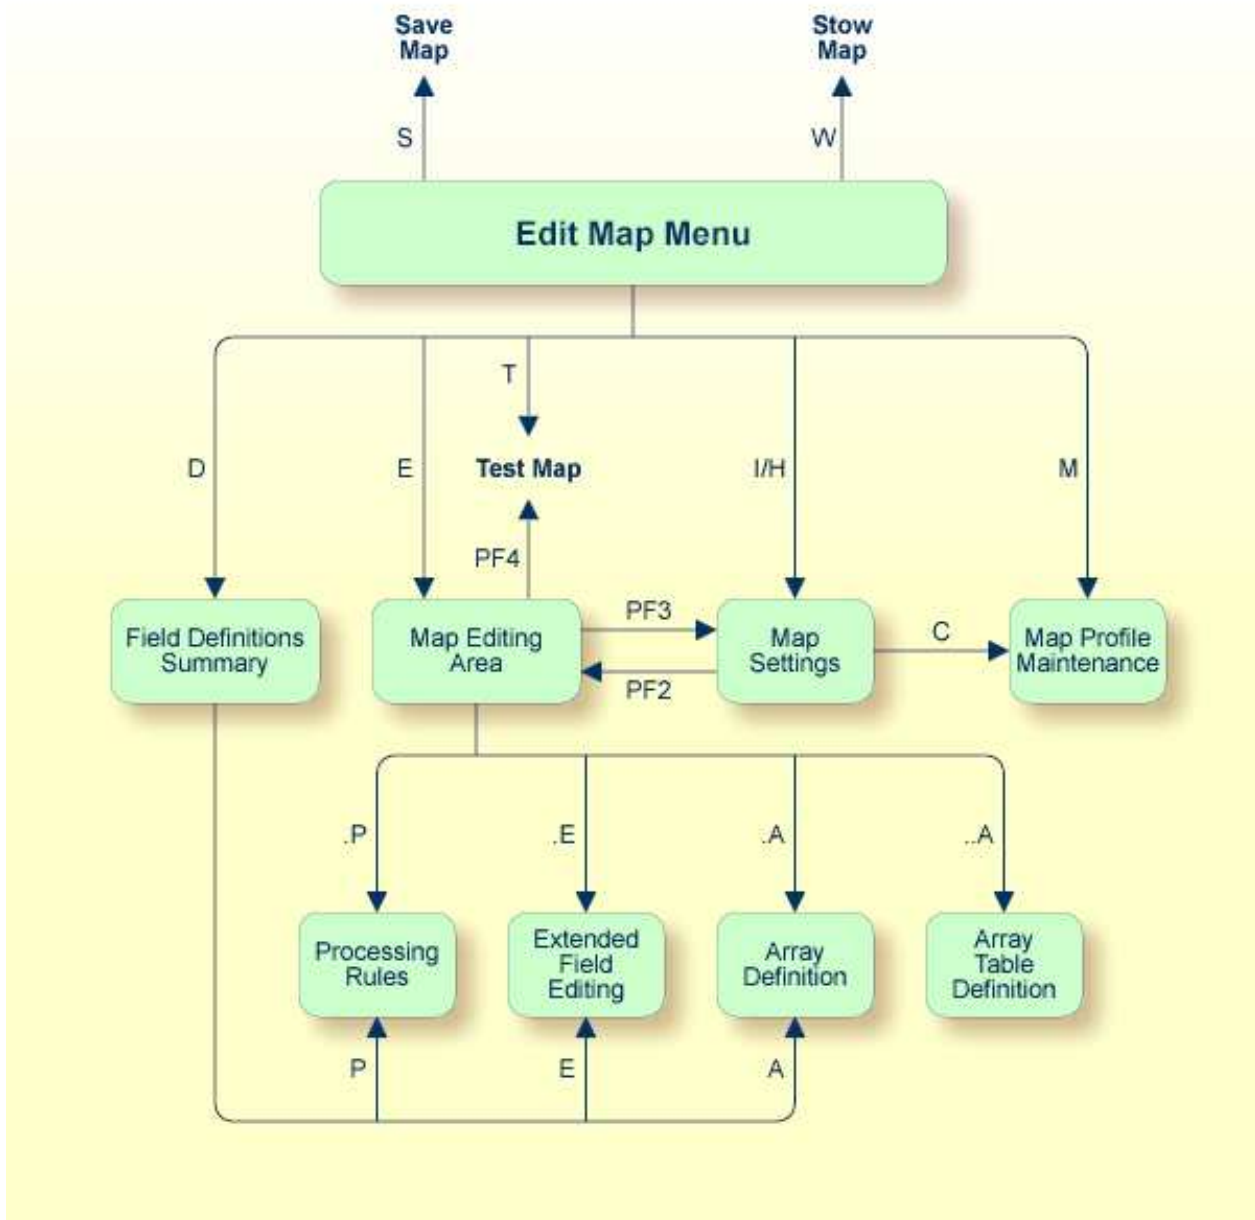 Save
Map
Stow
Map
S
W
Edit Map Menu
T
D
E
Test Map
I/H
M
PF4
Field Definitions
Summary
Map Editing
Area
PF3
PF2
Map
Settings
C
Map Profile
Maintenance
.P
.E
.A
..A
Processing
Rules
Extended
Field
Editing
Array
Definition
Array
Table
Definition
P
E
A